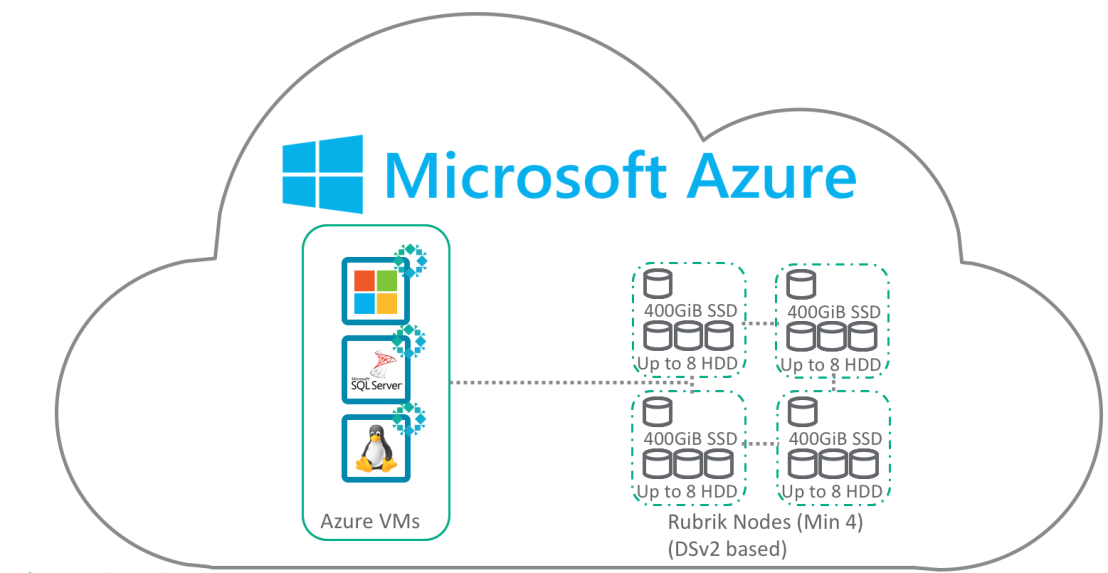 Microsoft Azure
Microsoft
SQL Server
Azure VMs
400GiB SSD
Up to 8 HDD
400GiB SSD
Up to 8 HDD
400GiB SSD
Up to 8 HDD
400GiB SSD
Up to 8 HDD
Rubrik Nodes (Min 4)
(DSv2 based)